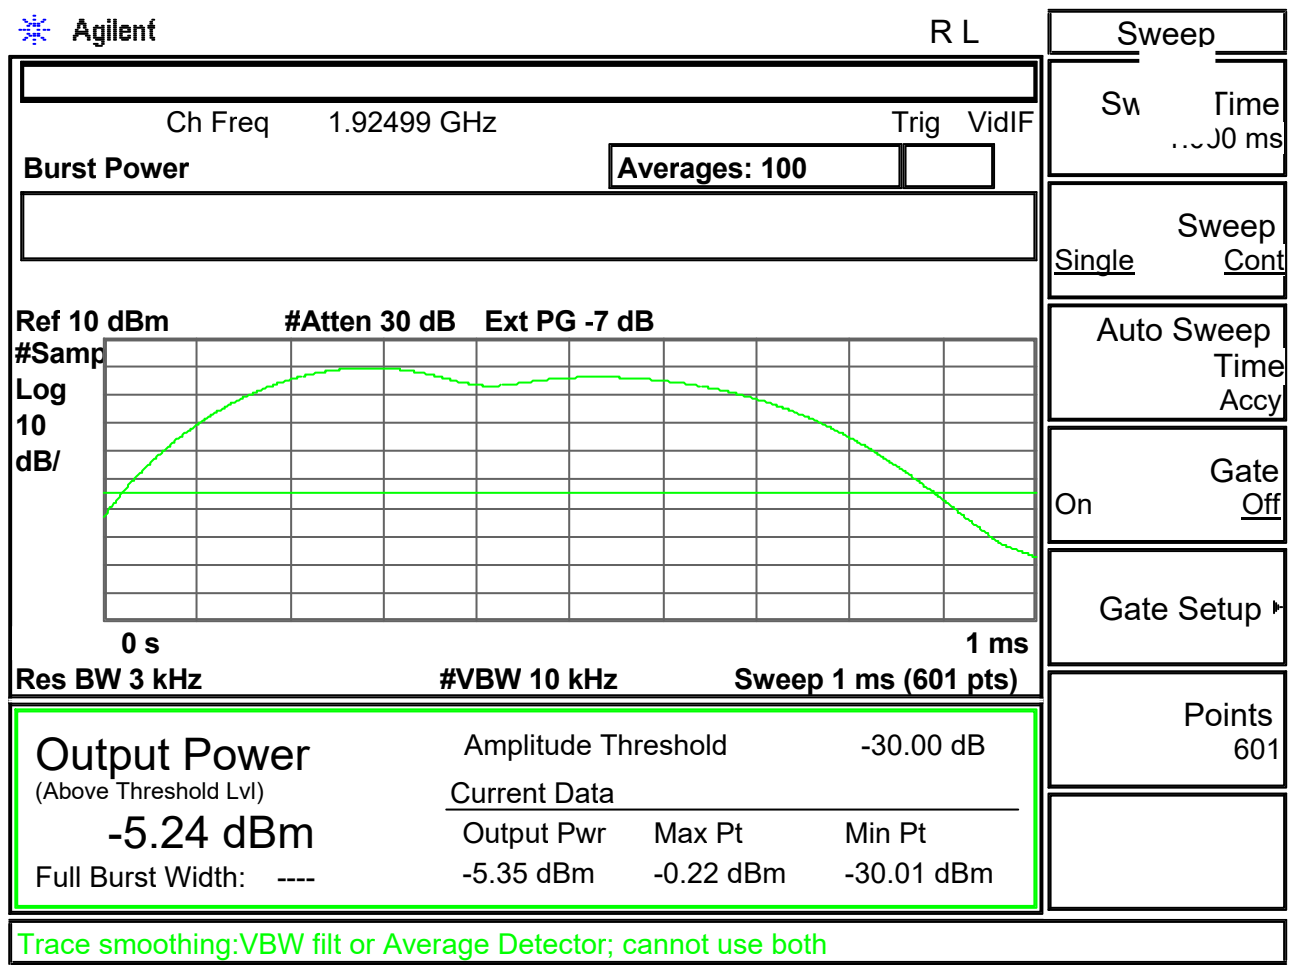 Agilent R L
Sweep
Ch Freq 1.92499 GHz Trig VidIF
Burst Power Averages: 100
Ref 10 dBm #Atten 30 dB Ext PG -7 dB
#Samp
Log
10
dB/
0 s 1 ms
Res BW 3 kHz #VBW 10 kHz Sweep 1 ms (601 pts)
Output Power
(Above Threshold Lvl)
-5.24 dBm
Full Burst Width: ----
Amplitude Threshold -30.00 dB
Current Data
Output Pwr Max Pt Min Pt
-5.35 dBm -0.22 dBm -30.01 dBm
Time
ms
Sweep
Single Cont
Auto Sweep
Time
Accy
Gate
On Off
Gate Setup
Points
601
Trace smoothing:VBW filt or Average Detector; cannot use both